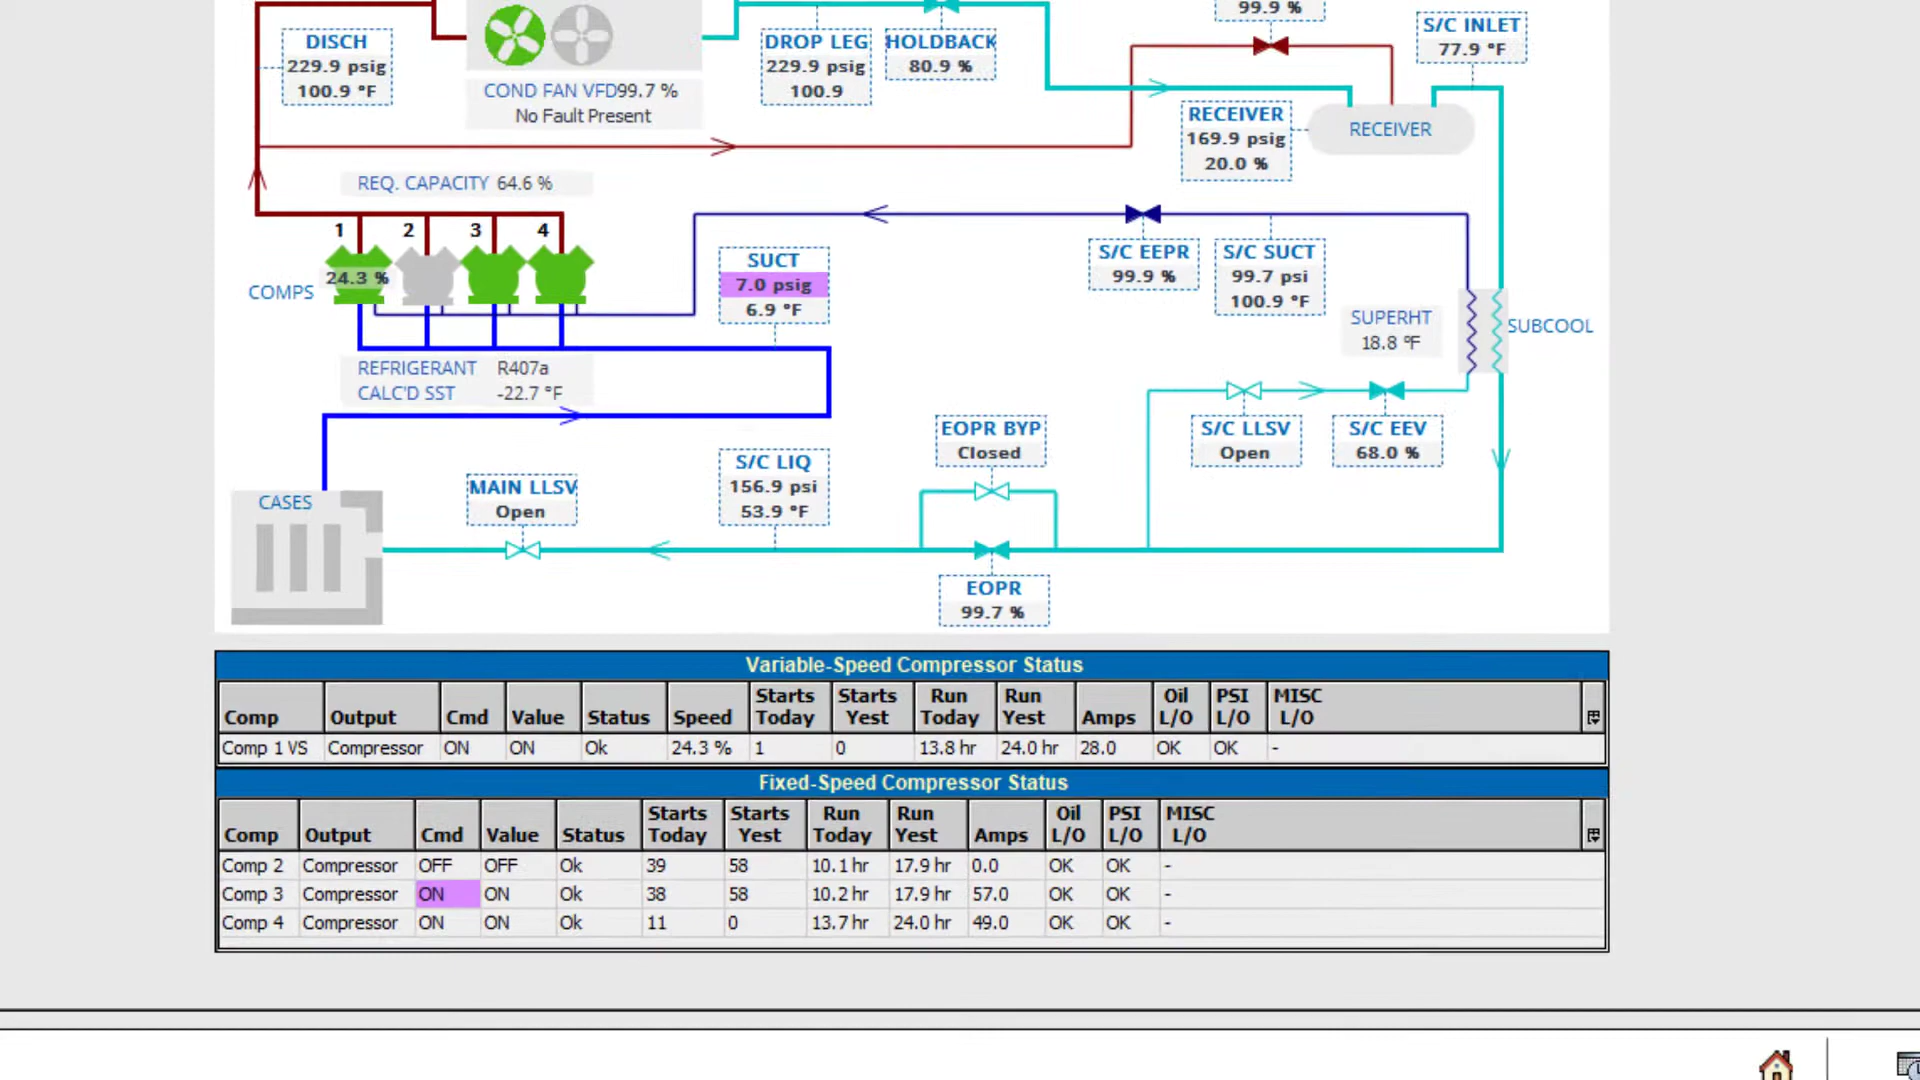 99.9 %
S/C INLET
77.9 °F
DISCH
229.9 psig
100.9 °F
COND FAN VFD99.7 %
No Fault Present
DROP LEG
229.9 psig
100.9
HOLDBACK
80.9 %
RECEIVER
169.9 psig
20.0 %
RECEIVER
REQ. CAPACITY 64.6 %
1 2 3 4
24.3 %
COMPS
SUCT
7.0 psig
6.9 °F
S/C EEPR
99.9 %
S/C SUCT
99.7 psi
100.9 °F
SUPERHT
18.8 °F
SUBCOOL
REFRIGERANT R407a
CALC'D SST -22.7 °F
S/C LLSV
Open
S/C EEV
68.0 %
EOPR BYP
Closed
S/C LIQ
156.9 psi
53.9 °F
MAIN LLSV
Open
CASES
EOPR
99.7 %
Variable-Speed Compressor Status
Comp Output Cmd Value Status Speed Starts Today Starts Yest Run Today Run Yest Amps Oil L/O PSI L/O MISC L/O
Comp 1 VS Compressor ON ON Ok 24.3 % 1 0 13.8 hr 24.0 hr 28.0 OK OK -
Fixed-Speed Compressor Status
Comp Output Cmd Value Status Starts Today Starts Yest Run Today Run Yest Amps Oil L/O PSI L/O MISC L/O
Comp 2 Compressor OFF OFF Ok 39 58 10.1 hr 17.9 hr 0.0 OK OK -
Comp 3 Compressor ON ON Ok 38 58 10.2 hr 17.9 hr 57.0 OK OK -
Comp 4 Compressor ON ON Ok 11 0 13.7 hr 24.0 hr 49.0 OK OK -